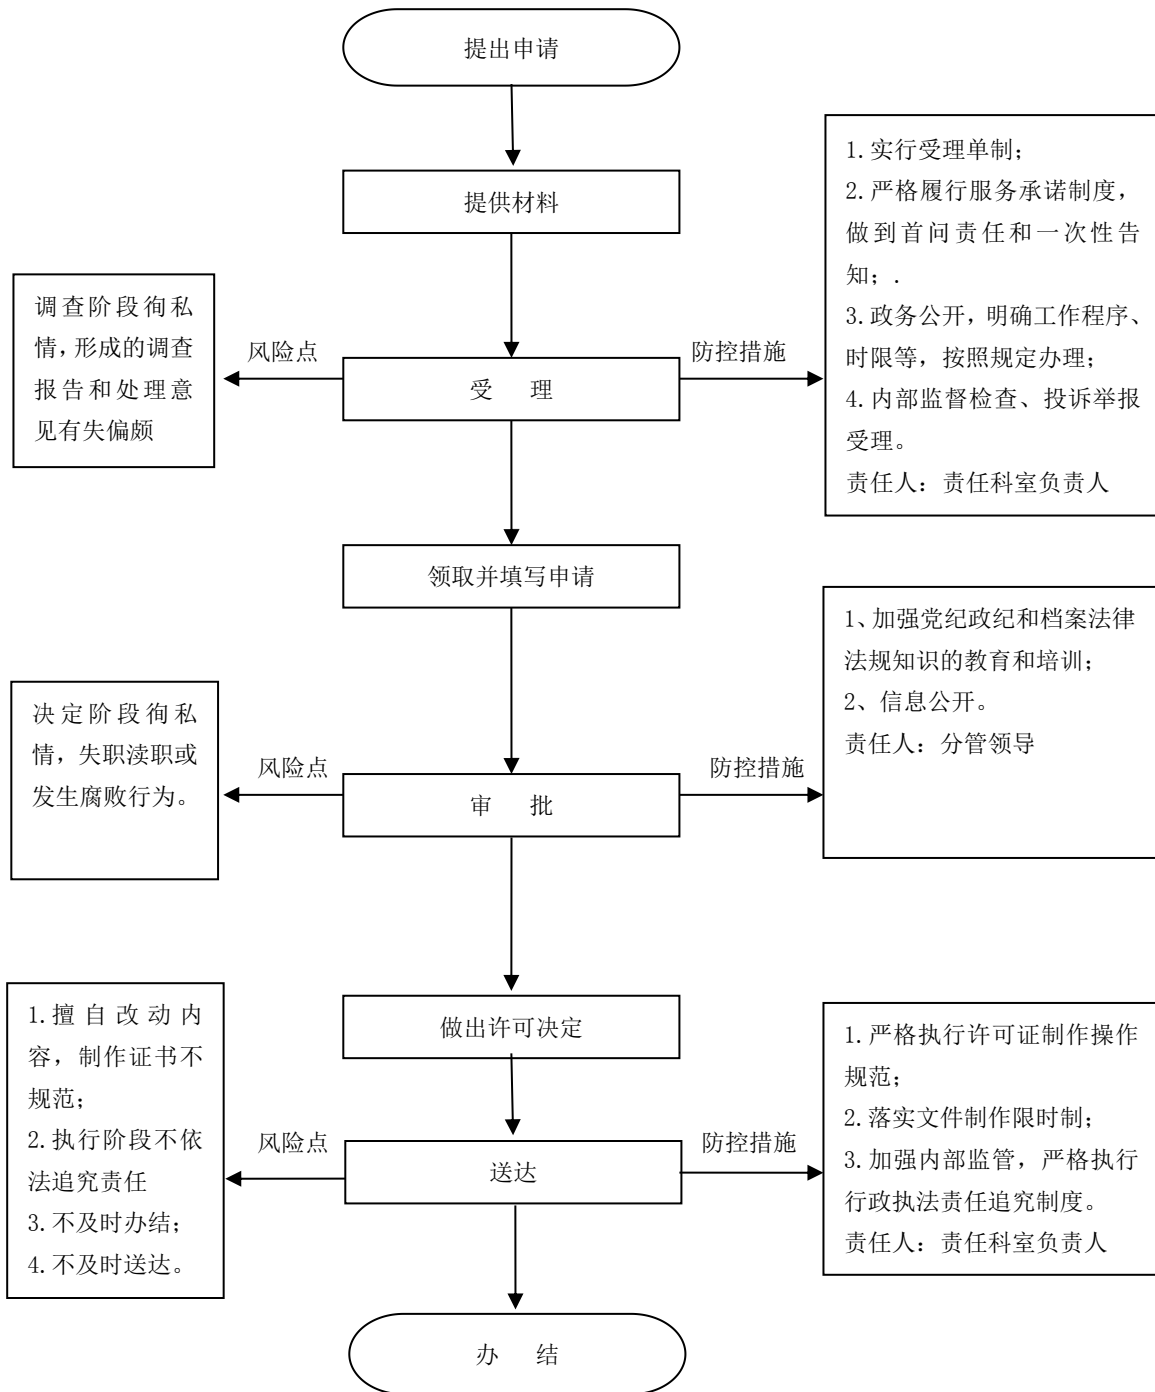 提出申请
提供材料
1.实行受理单制；
2.严格履行服务承诺制度，
做到首问责任和一次性告
知；.
3.政务公开，明确工作程序、
时限等，按照规定办理；
4.内部监督检查、投诉举报
受理。
责任人：责任科室负责人
调查阶段徇私
情，形成的调查
报告和处理意
见有失偏颇
风险点
受 理
防控措施
领取并填写申请
1、加强党纪政纪和档案法律
法规知识的教育和培训；
2、信息公开。
责任人：分管领导
决定阶段徇私
情，失职渎职或
发生腐败行为。
风险点
审 批
防控措施
做出许可决定
1.擅自改动内
容，制作证书不
规范；
2.执行阶段不依
法追究责任
3.不及时办结；
4.不及时送达。
风险点
送达
防控措施
1.严格执行许可证制作操作
规范；
2.落实文件制作限时制；
3.加强内部监管，严格执行
行政执法责任追究制度。
责任人：责任科室负责人
办 结